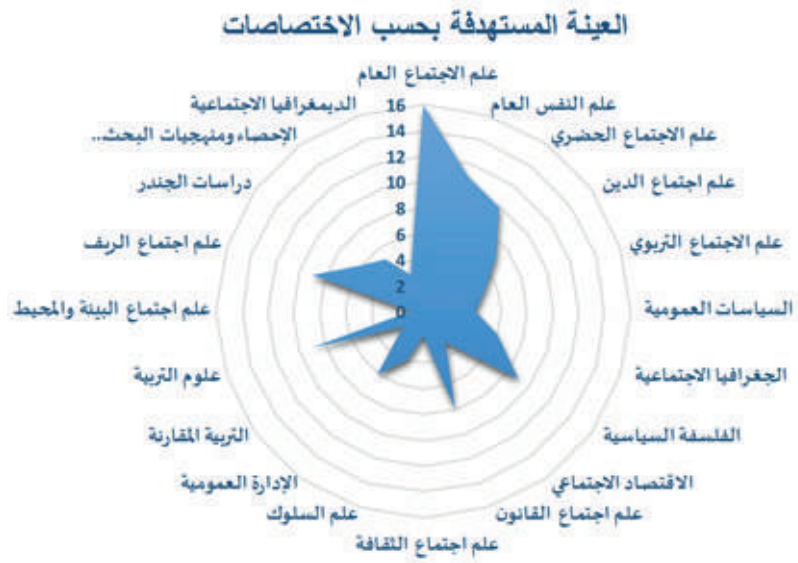 العينة المستهدفة بحسب الاختصاصات
علم الاجتماع العام
علم النفس العام
علم الاجتماع الحضري
علم اجتماع الدين
علم الاجتماع التربوي
السياسات العمومية
الجغرافيا الاجتماعية
الفلسفة السياسية
الاقتصاد الاجتماعي
علم اجتماع القانون
علم اجتماع الثقافة
علم السلوك
الإدارة العمومية
التربية المقارنة
علوم التربية
علم اجتماع البيئة والمحيط
علم اجتماع الريف
دراسات الجندر
الإحصاء ومنهجيات البحث..
الديمغرافيا الاجتماعية
16
14
12
10
8
6
4
2
0